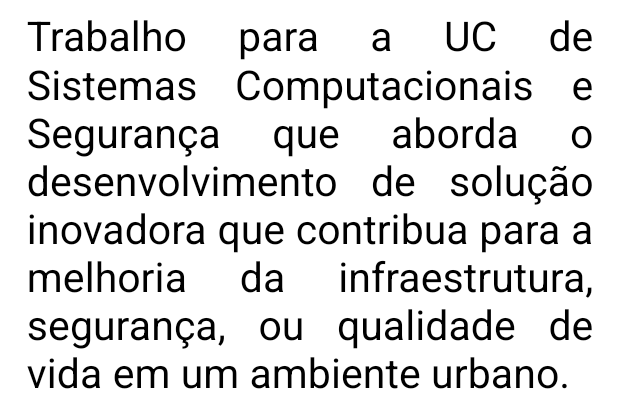 Trabalho para a UC de
Sistemas Computacionais e
Segurança que aborda o
desenvolvimento de solução
inovadora que contribua para a
melhoria da infraestrutura,
segurança, ou qualidade de
vida em um ambiente urbano.